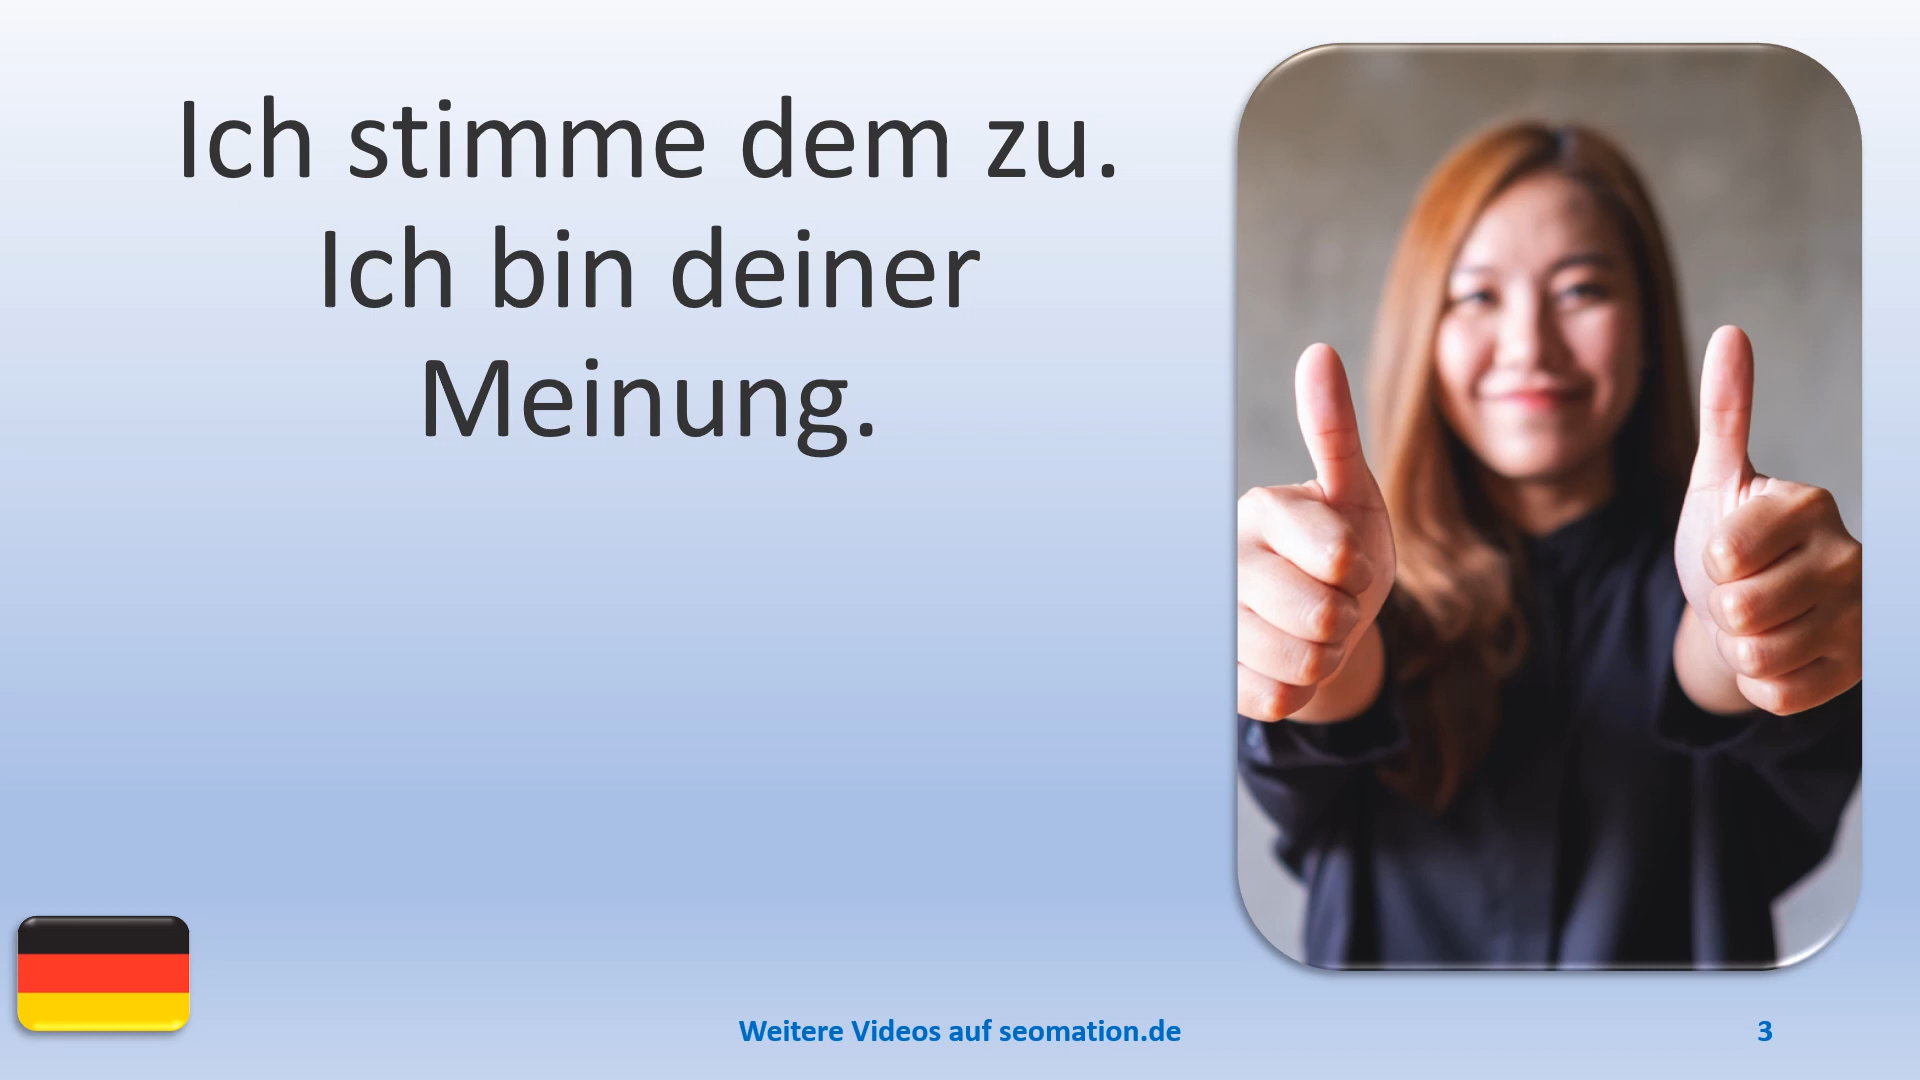 Ich stimme dem zu.
Ich bin deiner
Meinung.
Weitere Videos auf seomation.de
3